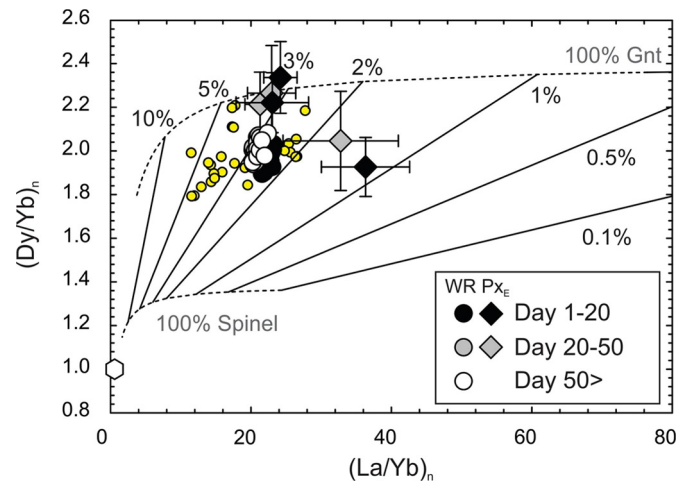 2.6
2.4
2.2
2.0
1.8
1.6
1.4
1.2
1.0
0.8
(Dy/Yb)n
10%
5%
3%
2%
100% Gnt
1%
0.5%
0.1%
100% Spinel
WR PxE
Day 1-20
Day 20-50
Day 50>
0 20 40 60 80
(La/Yb)n